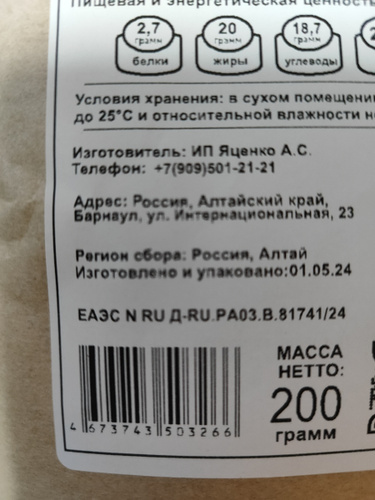 Пищевая и энергетическая ценность
2,7 20 18,7
грамм грамм грамм
белки жиры углеводы
Условия хранения: в сухом помещении
до 25°С и относительной влажности
Изготовитель: ИП Яценко А.С.
Телефон: +7(909)501-21-21
Адрес: Россия, Алтайский край,
Барнаул, ул. Интернациональная, 23
Регион сбора: Россия, Алтай
Изготовлено и упаковано:01.05.24
ЕАЭС N RU Д-RU.РА03.В.81741/24
МАССА
НЕТТО:
200
грамм
4 673743 503266